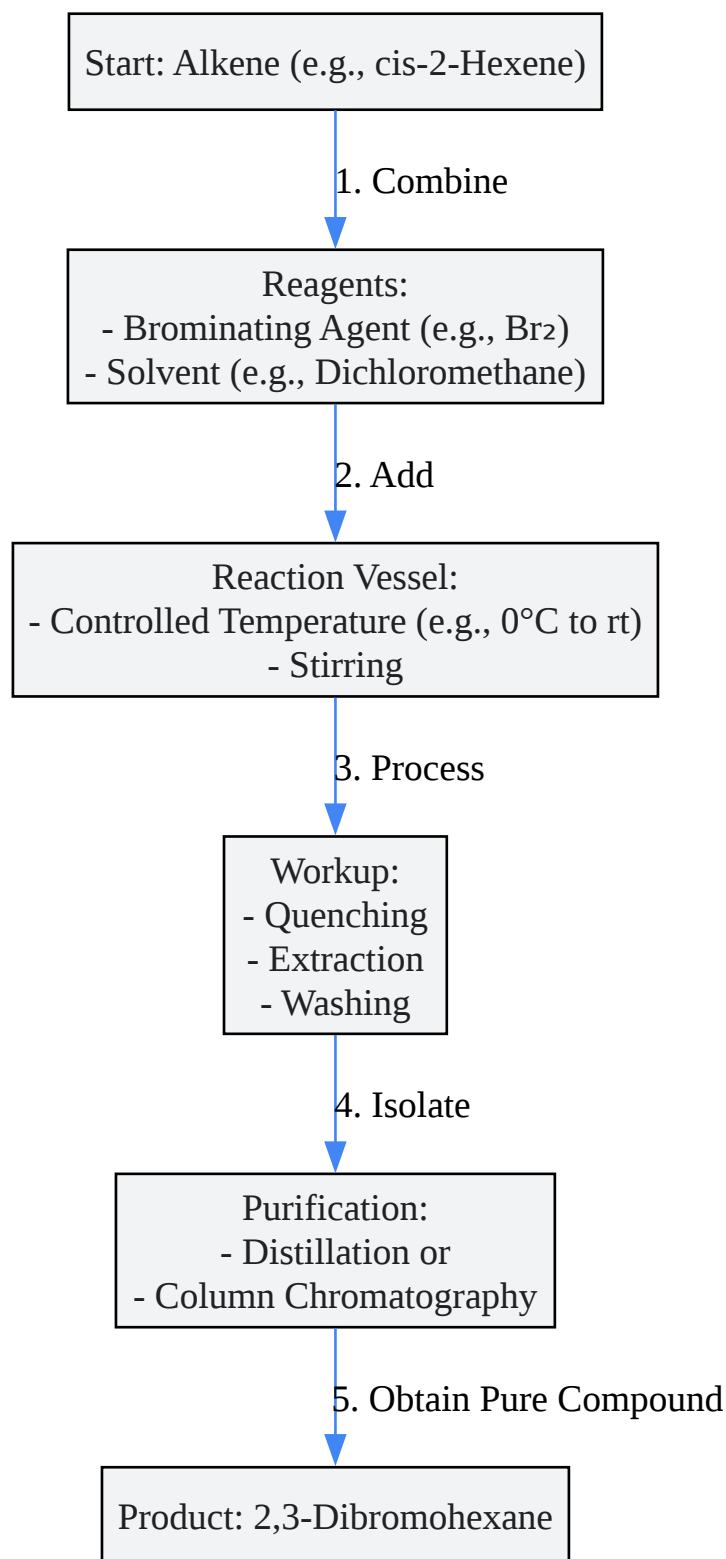 Start: Alkene (e.g., cis-2-Hexene)
1. Combine
Reagents:
- Brominating Agent (e.g., Br₂)
- Solvent (e.g., Dichloromethane)
2. Add
Reaction Vessel:
- Controlled Temperature (e.g., 0°C to rt)
- Stirring
3. Process
Workup:
- Quenching
- Extraction
- Washing
4. Isolate
Purification:
- Distillation or
- Column Chromatography
5. Obtain Pure Compound
Product: 2,3-Dibromohexane